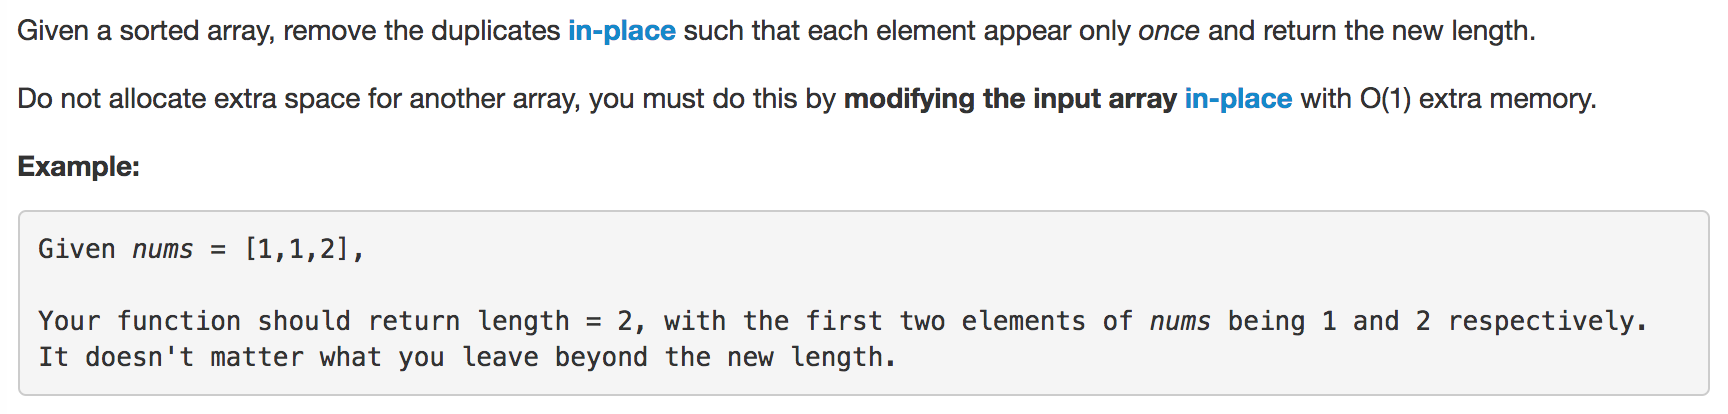 Given a sorted array, remove the duplicates in-place such that each element appear only once and return the new length.
Do not allocate extra space for another array, you must do this by modifying the input array in-place with O(1) extra memory.
Example:
Given nums = [1,1,2],
Your function should return length = 2, with the first two elements of nums being 1 and 2 respectively.
It doesn't matter what you leave beyond the new length.